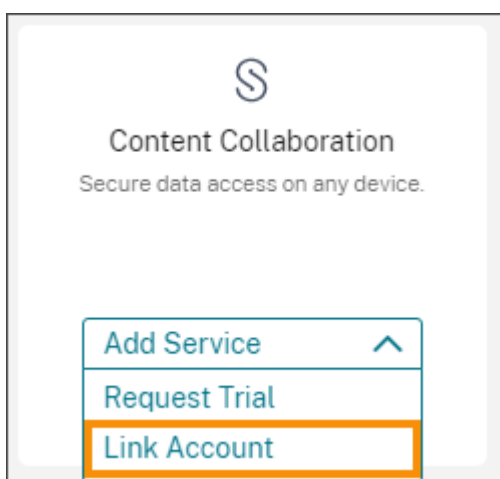 Content Collaboration
Secure data access on any device.
Add Service
Request Trial
Link Account